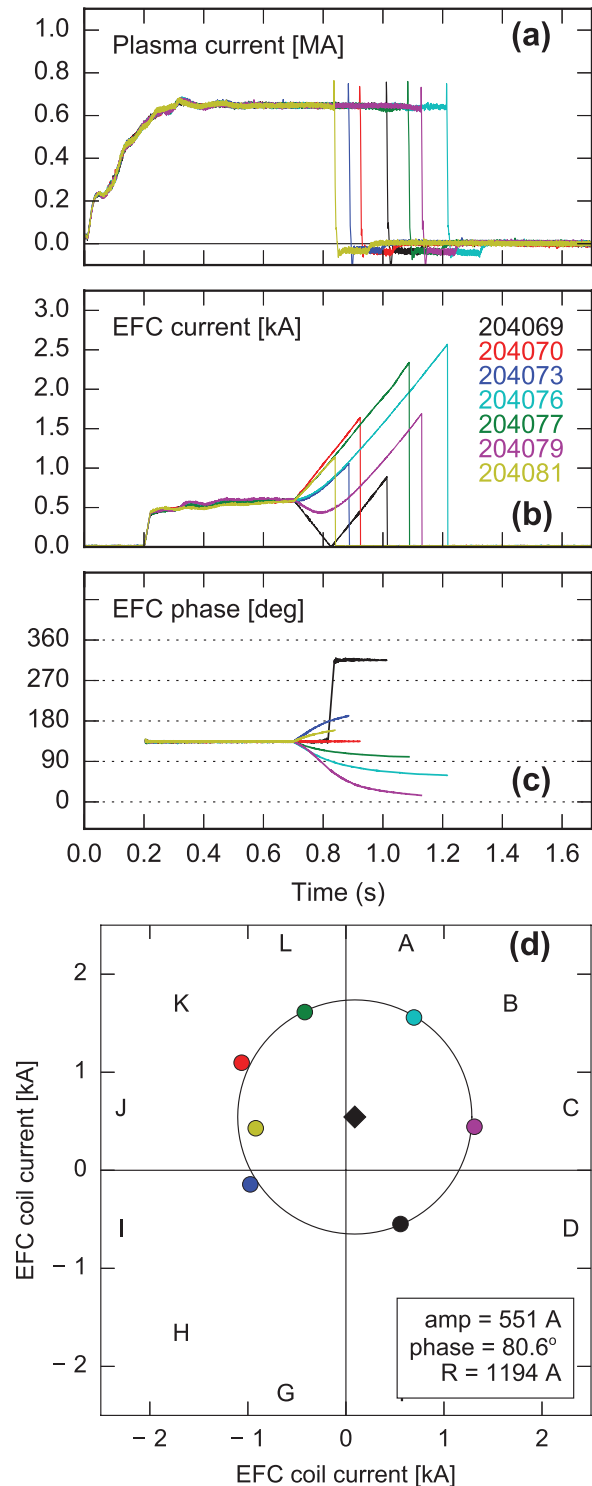 (a)
Plasma current [MA]
1.0
0.8
0.6
0.4
0.2
0.0
EFC current [kA]
3.0
2.5
2.0
1.5
1.0
0.5
0.0
204069
204070
204073
204076
204077
204079
204081
(b)
EFC phase [deg]
360
270
180
90
0
(c)
0.0 0.2 0.4 0.6 0.8 1.0 1.2 1.4 1.6
Time (s)
(d)
L A
K B
J C
I D
H
G
2
1
0
− 1
− 2
EFC coil current [kA]
amp = 551 A
phase = 80.6°
R = 1194 A
− 2 − 1 0 1 2
EFC coil current [kA]